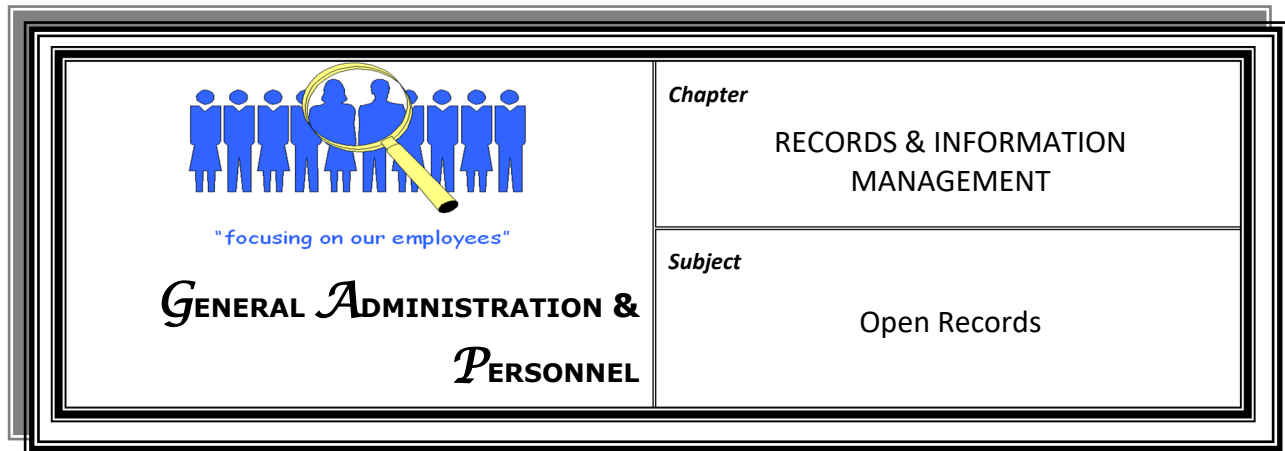 "focusing on our employees"
GENERAL ADMINISTRATION &
PERSONNEL
Chapter
RECORDS & INFORMATION
MANAGEMENT
Subject
Open Records